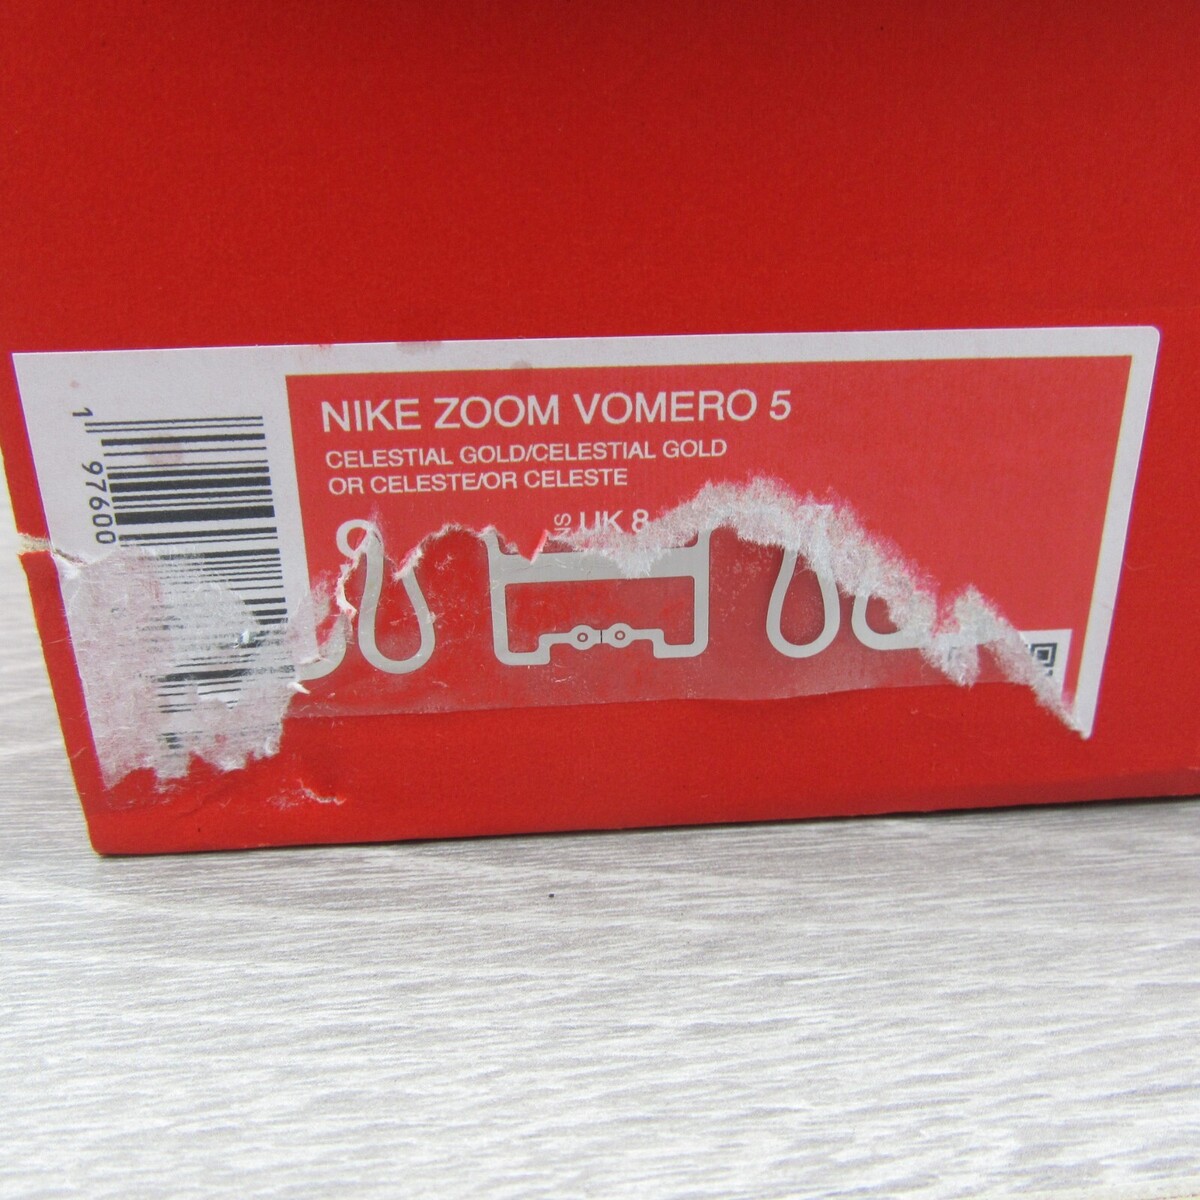 NIKE ZOOM VOMERO 5
CELESTIAL GOLD/CELESTIAL GOLD
OR CELESTE/OR CELESTE
UK 8
1 97600